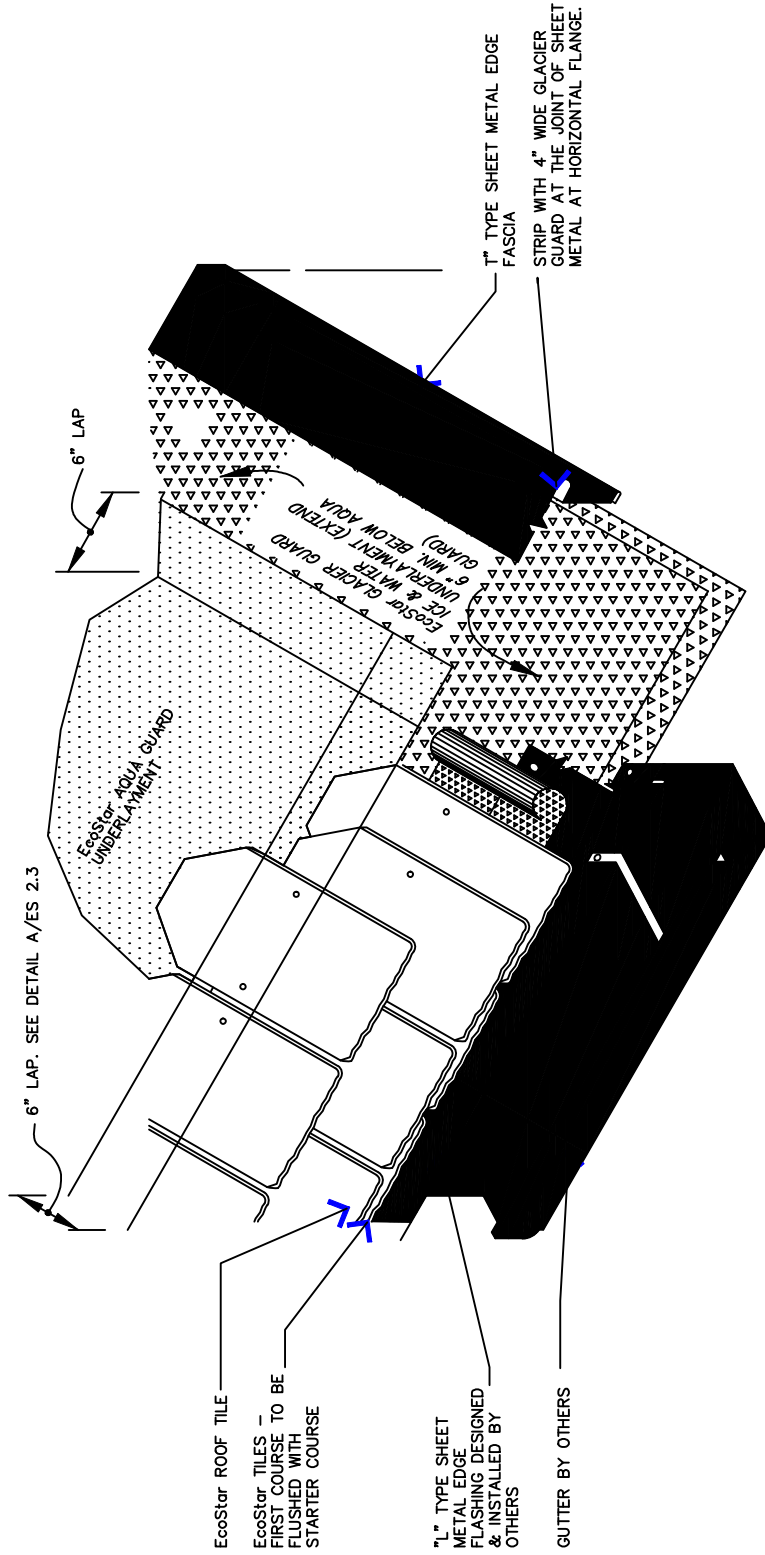 6" LAP. SEE DETAIL A/ES 2.3
6" LAP
EcoStar AQUA GUARD
UNDERLAYMENT
EcoStar GLACIER GUARD
ICE & WATER
UNDERLAYMENT (EXTEND
6" MIN. BELOW AQUA
GUARD)
T" TYPE SHEET METAL EDGE
FASCIA
STRIP WITH 4" WIDE GLACIER
GUARD AT THE JOINT OF SHEET
METAL AT HORIZONTAL FLANGE.
EcoStar ROOF TILE
EcoStar TILES –
FIRST COURSE TO BE
FLUSHED WITH
STARTER COURSE
"L" TYPE SHEET
METAL EDGE
FLASHING DESIGNED
& INSTALLED BY
OTHERS
GUTTER BY OTHERS